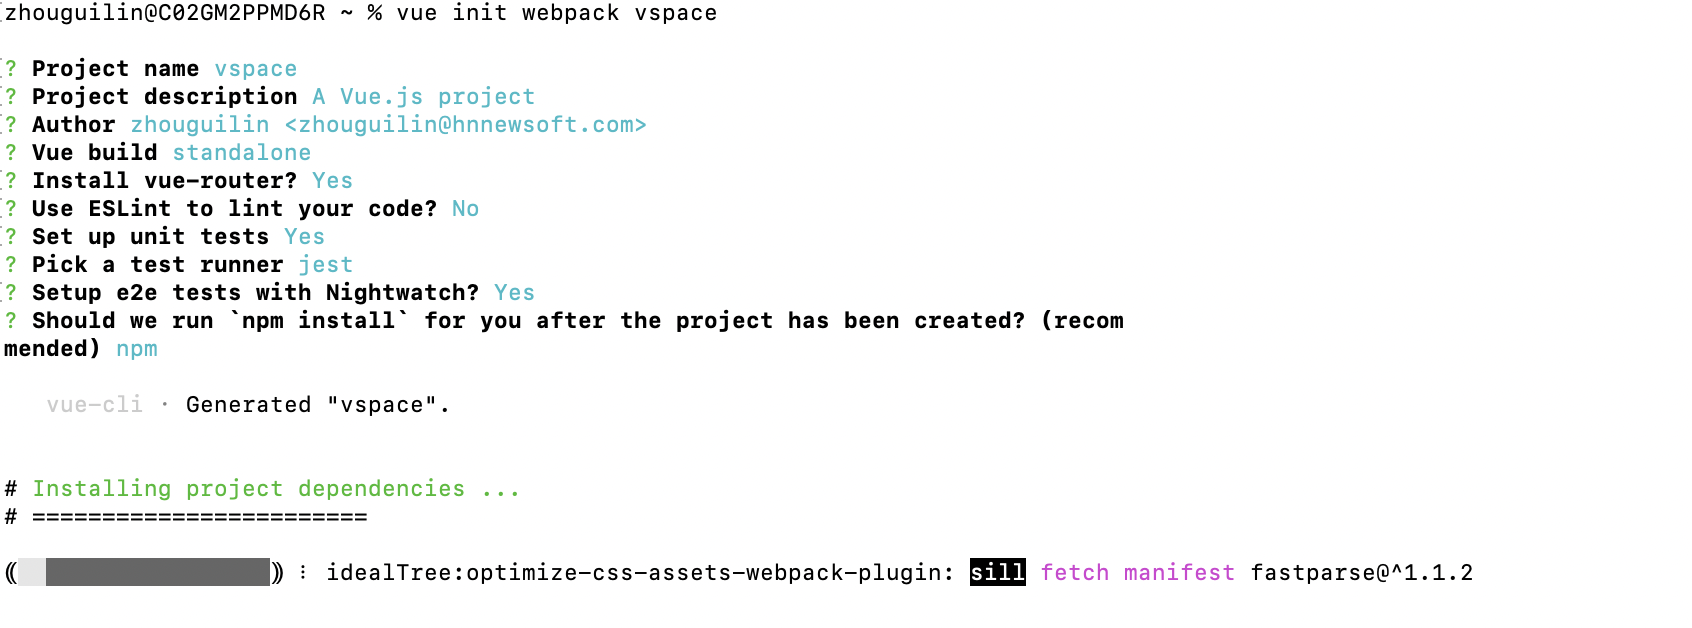 zhouguilin@C02GM2PPMD6R ~ % vue init webpack vspace
? Project name vspace
? Project description A Vue.js project
? Author zhouguilin <zhouguilin@hnnewsoft.com>
? Vue build standalone
? Install vue-router? Yes
? Use ESLint to lint your code? No
? Set up unit tests Yes
? Pick a test runner jest
? Setup e2e tests with Nightwatch? Yes
? Should we run `npm install` for you after the project has been created? (recom
mended) npm
vue-cli · Generated "vspace".
# Installing project dependencies ...
# ========================
(( )) ⸽ idealTree:optimize-css-assets-webpack-plugin: sill fetch manifest fastparse@^1.1.2